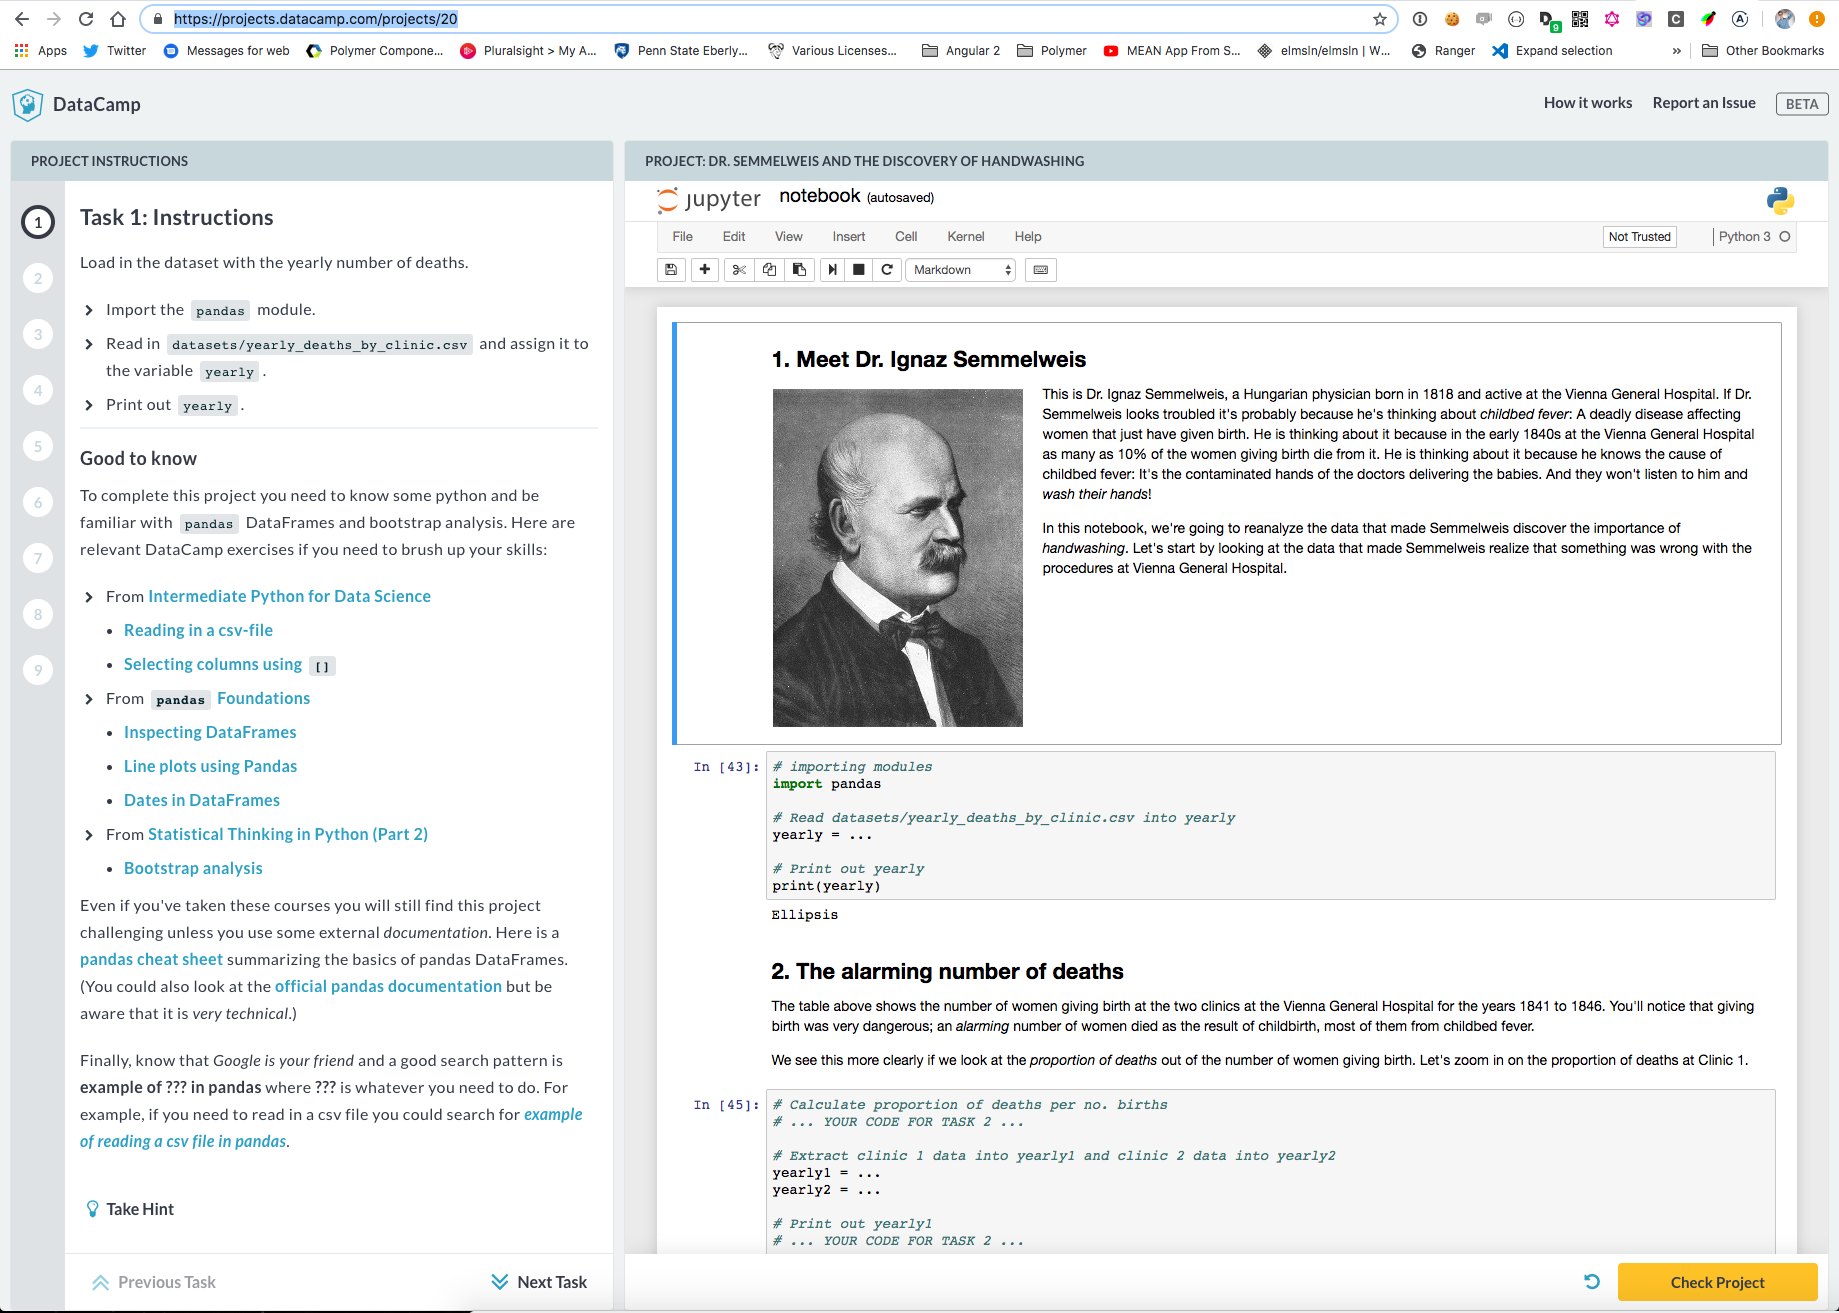 https://projects.datacamp.com/projects/20
9
Apps
Twitter
Messages for web
Polymer Compone...
Pluralsight > My A...
Penn State Eberly...
Various Licenses...
Angular 2
Polymer
MEAN App From S...
elmsln/elmsln | W...
Ranger
Expand selection
»
Other Bookmarks
DataCamp
How it works
Report an Issue
BETA
PROJECT INSTRUCTIONS
1
2
3
4
5
6
7
8
9
Task 1: Instructions
Load in the dataset with the yearly number of deaths.
Import the pandas module.
Read in datasets/yearly_deaths_by_clinic.csv and assign it to
the variable yearly .
Print out yearly .
Good to know
To complete this project you need to know some python and be
familiar with pandas DataFrames and bootstrap analysis. Here are
relevant DataCamp exercises if you need to brush up your skills:
From Intermediate Python for Data Science
• Reading in a csv-file
• Selecting columns using []
From pandas Foundations
• Inspecting DataFrames
• Line plots using Pandas
• Dates in DataFrames
From Statistical Thinking in Python (Part 2)
• Bootstrap analysis
Even if you've taken these courses you will still find this project
challenging unless you use some external documentation. Here is a
pandas cheat sheet summarizing the basics of pandas DataFrames.
(You could also look at the official pandas documentation but be
aware that it is very technical.)
Finally, know that Google is your friend and a good search pattern is
example of ??? in pandas where ??? is whatever you need to do. For
example, if you need to read in a csv file you could search for example
of reading a csv file in pandas.
Take Hint
Previous Task
Next Task
PROJECT: DR. SEMMELWEIS AND THE DISCOVERY OF HANDWASHING
jupyter notebook (autosaved)
File Edit View Insert Cell Kernel Help
Not Trusted
Python 3
Markdown
1. Meet Dr. Ignaz Semmelweis
This is Dr. Ignaz Semmelweis, a Hungarian physician born in 1818 and active at the Vienna General Hospital. If Dr.
Semmelweis looks troubled it's probably because he's thinking about childbed fever: A deadly disease affecting
women that just have given birth. He is thinking about it because in the early 1840s at the Vienna General Hospital
as many as 10% of the women giving birth die from it. He is thinking about it because he knows the cause of
childbed fever: It's the contaminated hands of the doctors delivering the babies. And they won't listen to him and
wash their hands!
In this notebook, we're going to reanalyze the data that made Semmelweis discover the importance of
handwashing. Let's start by looking at the data that made Semmelweis realize that something was wrong with the
procedures at Vienna General Hospital.
In [43]:
# importing modules
import pandas
# Read datasets/yearly_deaths_by_clinic.csv into yearly
yearly = ...
# Print out yearly
print(yearly)
Ellipsis
2. The alarming number of deaths
The table above shows the number of women giving birth at the two clinics at the Vienna General Hospital for the years 1841 to 1846. You'll notice that giving
birth was very dangerous; an alarming number of women died as the result of childbirth, most of them from childbed fever.
We see this more clearly if we look at the proportion of deaths out of the number of women giving birth. Let's zoom in on the proportion of deaths at Clinic 1.
In [45]:
# Calculate proportion of deaths per no. births
# ... YOUR CODE FOR TASK 2 ...
# Extract clinic 1 data into yearly1 and clinic 2 data into yearly2
yearly1 = ...
yearly2 = ...
# Print out yearly1
# ... YOUR CODE FOR TASK 2 ...
Check Project